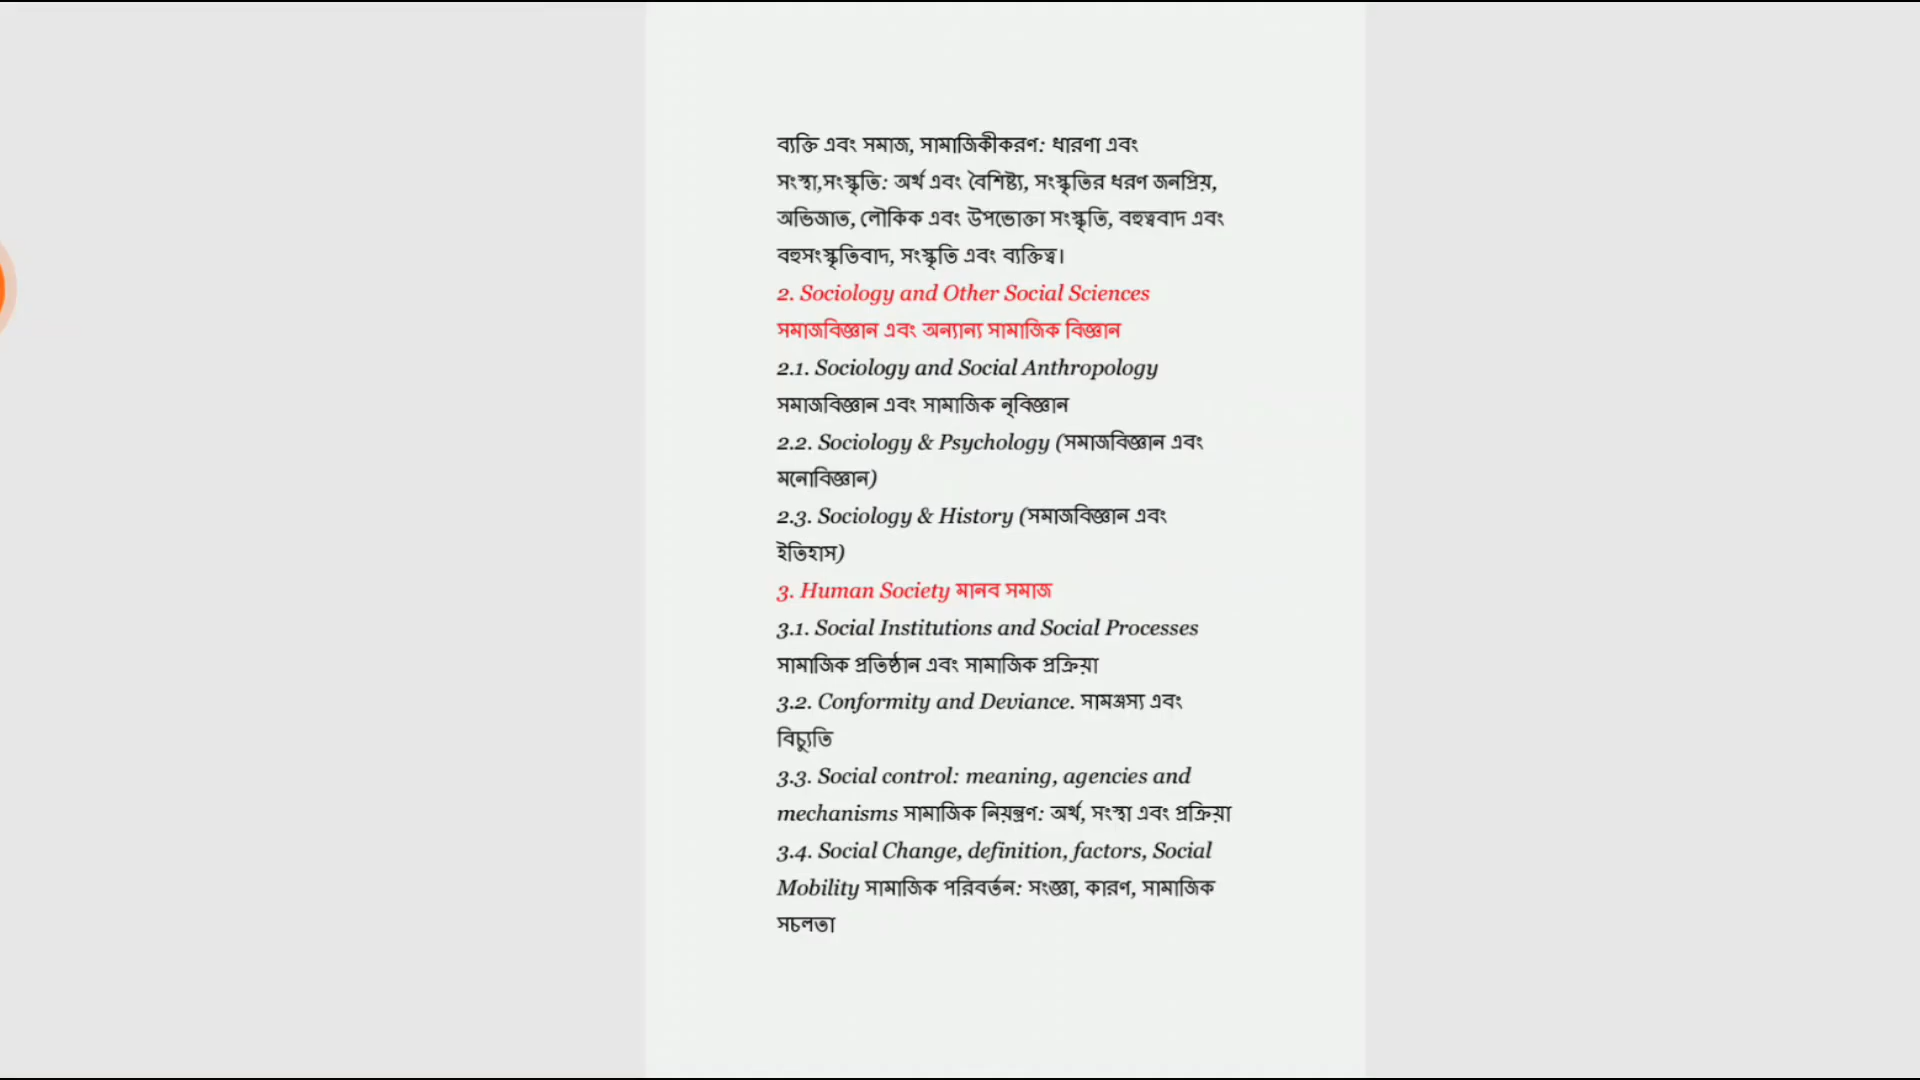 ব্যক্তি এবং সমাজ, সামাজিকীকরণ: ধারণা এবং
সংস্থা,সংস্কৃতি: অর্থ এবং বৈশিষ্ট্য, সংস্কৃতির ধরণ জনপ্রিয়,
অভিজাত, লৌকিক এবং উপভোক্তা সংস্কৃতি, বহুত্ববাদ এবং
বহুসংস্কৃতিবাদ, সংস্কৃতি এবং ব্যক্তিত্ব।
2. Sociology and Other Social Sciences
সমাজবিজ্ঞান এবং অন্যান্য সামাজিক বিজ্ঞান
2.1. Sociology and Social Anthropology
সমাজবিজ্ঞান এবং সামাজিক নৃবিজ্ঞান
2.2. Sociology & Psychology (সমাজবিজ্ঞান এবং
মনোবিজ্ঞান)
2.3. Sociology & History (সমাজবিজ্ঞান এবং
ইতিহাস)
3. Human Society মানব সমাজ
3.1. Social Institutions and Social Processes
সামাজিক প্রতিষ্ঠান এবং সামাজিক প্রক্রিয়া
3.2. Conformity and Deviance. সামঞ্জস্য এবং
বিচ্যুতি
3.3. Social control: meaning, agencies and
mechanisms সামাজিক নিয়ন্ত্রণ: অর্থ, সংস্থা এবং প্রক্রিয়া
3.4. Social Change, definition, factors, Social
Mobility সামাজিক পরিবর্তন: সংজ্ঞা, কারণ, সামাজিক
সচলতা